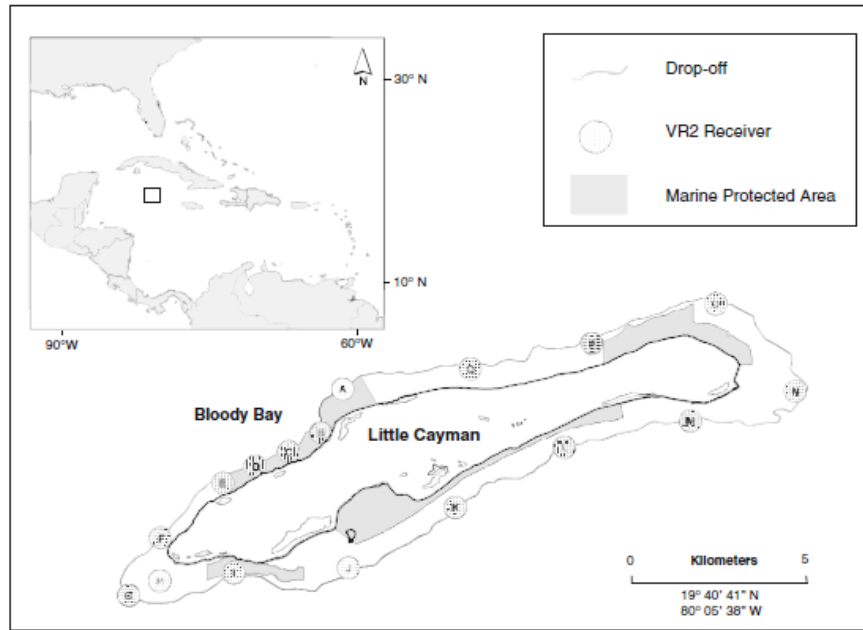 N
30° N
10° N
90°W
60°W
Drop-off
VR2 Receiver
Marine Protected Area
A
Bloody Bay
Little Cayman
B
C
D
E
F
G
H
I
J
K
M
N
0 Kilometers 5
19° 40' 41" N
80° 05' 38" W